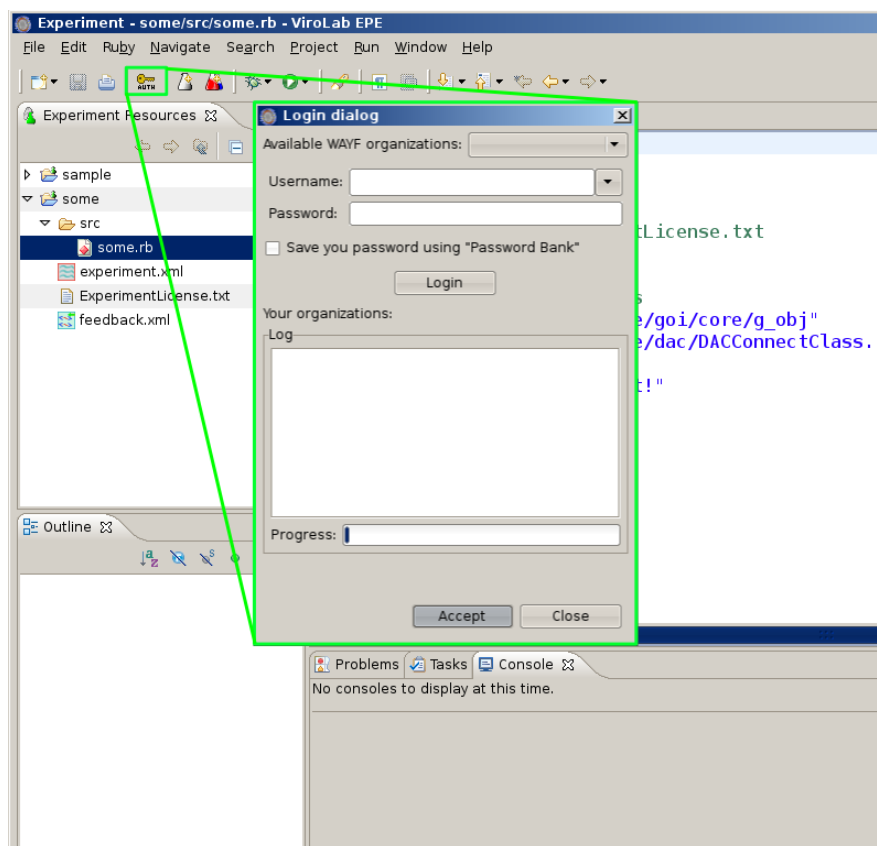 Experiment - some/src/some.rb - ViroLab EPE
File Edit Ruby Navigate Search Project Run Window Help
AUTH
Experiment Resources
sample
some
src
some.rb
experiment.xml
ExperimentLicense.txt
feedback.xml
Login dialog
Available WAYF organizations:
Username:
Password:
Save you password using "Password Bank"
Login
Your organizations:
Log
Progress:
Accept Close
tLicense.txt
s
e/goi/core/g_obj"
e/dac/DACConnectClass.
t!"
Outline
Problems Tasks Console
No consoles to display at this time.